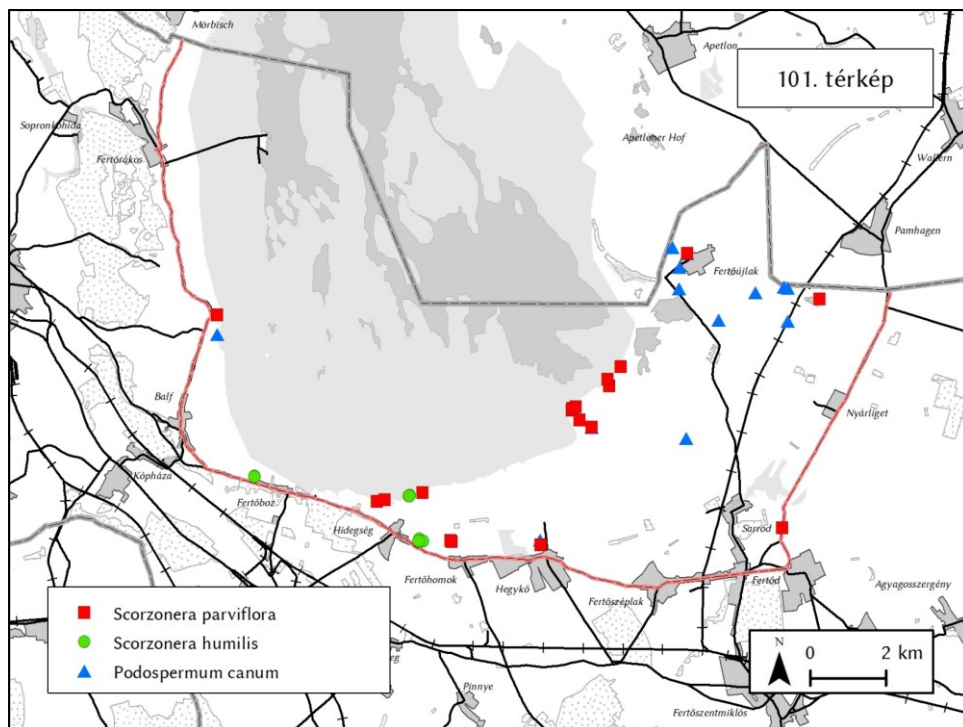 Mörbisch
Apetlon
101. térkép
Sopronkőhida
Fertőrákos
Apetloner Hof
Wallern
Pamhagen
Fertőújlak
Balf
Nyárliget
Kópháza
Fertőboz
Hidegség
Sarród
Fertőhomok
Hegykő
Fertőd
Fertőszéplak
Agyagosszergény
Scorzonera parviflora
Scorzonera humilis
Podospermum canum
N
0 2 km
Pinnye
Fertőszentmiklós